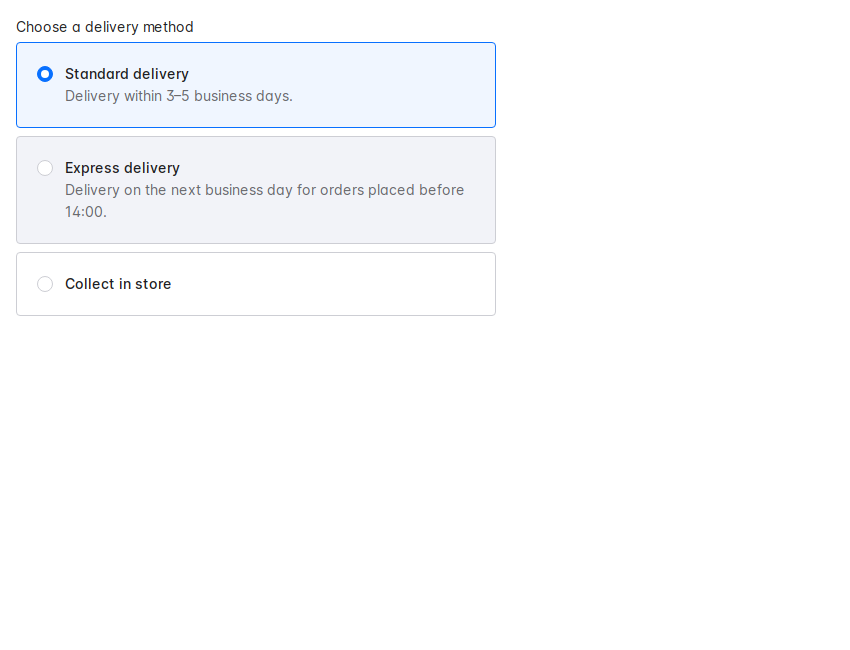 Choose a delivery method
Standard delivery
Delivery within 3–5 business days.
Express delivery
Delivery on the next business day for orders placed before
14:00.
Collect in store